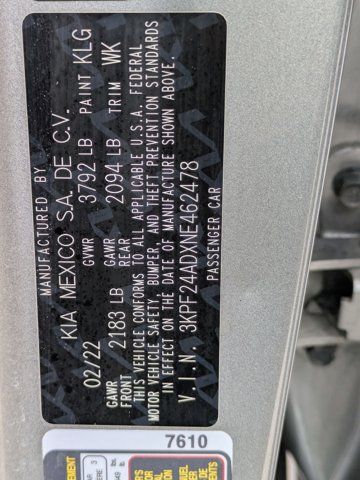 MANUFACTURED BY
KIA MEXICO S.A. DE C.V.
02/22 GVWR 3792 LB PAINT KLG
GAWR FRONT 2183 LB GAWR REAR 2094 LB TRIM WK
THIS VEHICLE CONFORMS TO ALL APPLICABLE U.S.A. FEDERAL
MOTOR VEHICLE SAFETY, BUMPER, AND THEFT PREVENTION STANDARDS
IN EFFECT ON THE DATE OF MANUFACTURE SHOWN ABOVE.
V.I.N. 3KPF24ADXNE462478
PASSENGER CAR
7610